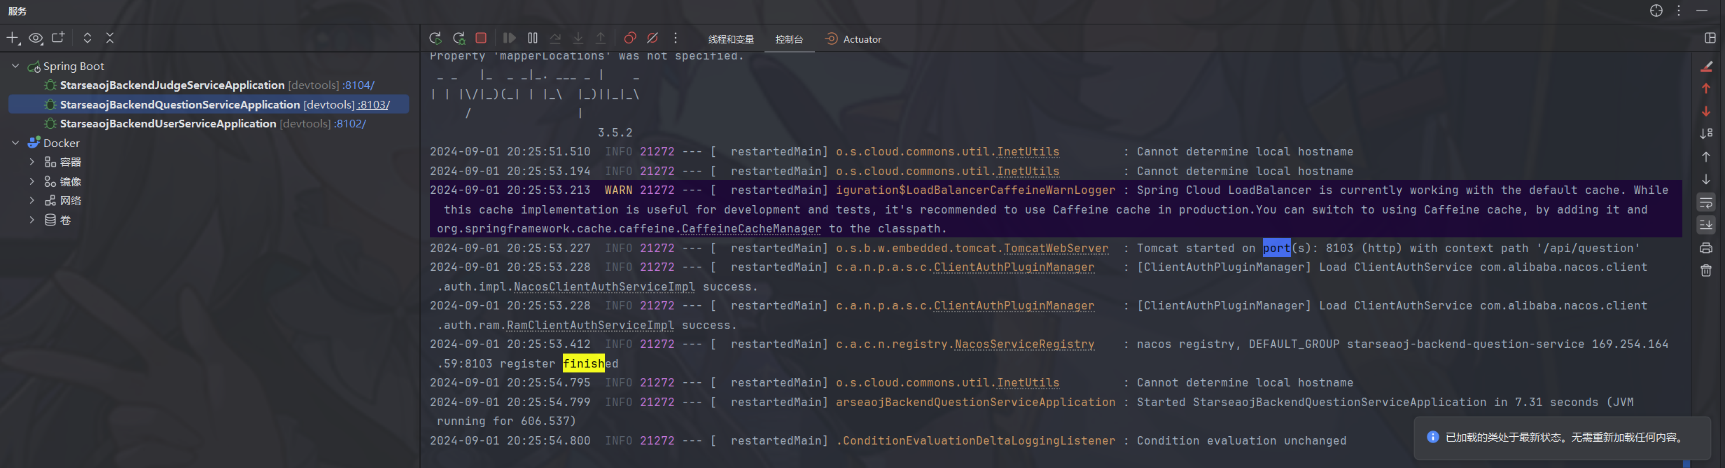 服务
线程和变量 控制台 Actuator
Spring Boot
StarseaojBackendJudgeServiceApplication [devtools] :8104/
StarseaojBackendQuestionServiceApplication [devtools] :8103/
StarseaojBackendUserServiceApplication [devtools] :8102/
Docker
容器
镜像
网络
卷
Property 'mapperLocations' was not specified.
_ _ |_ _ _|_. ___ _ | _
| | |\/|_)(_| | |_\ |_)||_|_\
/ |
3.5.2
2024-09-01 20:25:51.510 INFO 21272 --- [ restartedMain] o.s.cloud.commons.util.InetUtils : Cannot determine local hostname
2024-09-01 20:25:53.194 INFO 21272 --- [ restartedMain] o.s.cloud.commons.util.InetUtils : Cannot determine local hostname
2024-09-01 20:25:53.213 WARN 21272 --- [ restartedMain] iguration$LoadBalancerCaffeineWarnLogger : Spring Cloud LoadBalancer is currently working with the default cache. While
this cache implementation is useful for development and tests, it's recommended to use Caffeine cache in production.You can switch to using Caffeine cache, by adding it and
org.springframework.cache.caffeine.CaffeineCacheManager to the classpath.
2024-09-01 20:25:53.227 INFO 21272 --- [ restartedMain] o.s.b.w.embedded.tomcat.TomcatWebServer : Tomcat started on port(s): 8103 (http) with context path '/api/question'
2024-09-01 20:25:53.228 INFO 21272 --- [ restartedMain] c.a.n.p.a.s.c.ClientAuthPluginManager : [ClientAuthPluginManager] Load ClientAuthService com.alibaba.nacos.client
.auth.impl.NacosClientAuthServiceImpl success.
2024-09-01 20:25:53.228 INFO 21272 --- [ restartedMain] c.a.n.p.a.s.c.ClientAuthPluginManager : [ClientAuthPluginManager] Load ClientAuthService com.alibaba.nacos.client
.auth.ram.RamClientAuthServiceImpl success.
2024-09-01 20:25:53.412 INFO 21272 --- [ restartedMain] c.a.c.n.registry.NacosServiceRegistry : nacos registry, DEFAULT_GROUP starseaoj-backend-question-service 169.254.164
.59:8103 register finished
2024-09-01 20:25:54.795 INFO 21272 --- [ restartedMain] o.s.cloud.commons.util.InetUtils : Cannot determine local hostname
2024-09-01 20:25:54.799 INFO 21272 --- [ restartedMain] arseaojBackendQuestionServiceApplication : Started StarseaojBackendQuestionServiceApplication in 7.31 seconds (JVM
running for 606.537)
2024-09-01 20:25:54.800 INFO 21272 --- [ restartedMain] .ConditionEvaluationDeltaLoggingListener : Condition evaluation unchanged
已加载的类处于最新状态。无需重新加载任何内容。